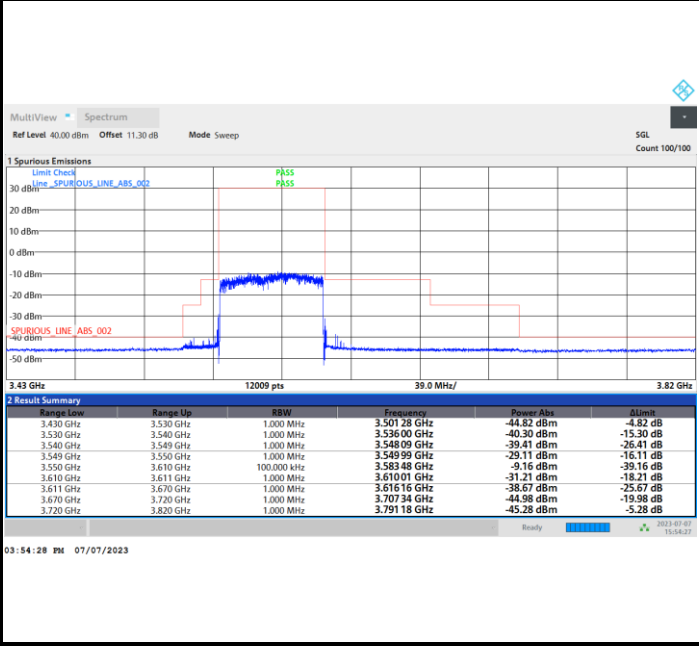 MultiView Spectrum
Ref Level 40.00 dBm Offset 11.30 dB Mode Sweep SGL
Count 100/100
1 Spurious Emissions
Limit Check PASS
Line _SPURIOUS_LINE_ABS_002 PASS
30 dBm
20 dBm
10 dBm
0 dBm
-10 dBm
-20 dBm
-30 dBm
_SPURIOUS_LINE_ABS_002
-40 dBm
-50 dBm
3.43 GHz 12009 pts 39.0 MHz/ 3.82 GHz
2 Result Summary
Range Low Range Up RBW Frequency Power Abs ΔLimit
3.430 GHz 3.530 GHz 1.000 MHz 3.501 28 GHz -44.82 dBm -4.82 dB
3.530 GHz 3.540 GHz 1.000 MHz 3.536 00 GHz -40.30 dBm -15.30 dB
3.540 GHz 3.549 GHz 1.000 MHz 3.548 09 GHz -39.41 dBm -26.41 dB
3.549 GHz 3.550 GHz 1.000 MHz 3.549 99 GHz -29.11 dBm -16.11 dB
3.550 GHz 3.610 GHz 100.000 kHz 3.583 48 GHz -9.16 dBm -39.16 dB
3.610 GHz 3.611 GHz 1.000 MHz 3.610 01 GHz -31.21 dBm -18.21 dB
3.611 GHz 3.670 GHz 1.000 MHz 3.616 16 GHz -38.67 dBm -25.67 dB
3.670 GHz 3.720 GHz 1.000 MHz 3.707 34 GHz -44.98 dBm -19.98 dB
3.720 GHz 3.820 GHz 1.000 MHz 3.791 18 GHz -45.28 dBm -5.28 dB
Ready 2023-07-07
15:54:27
03:54:28 PM 07/07/2023